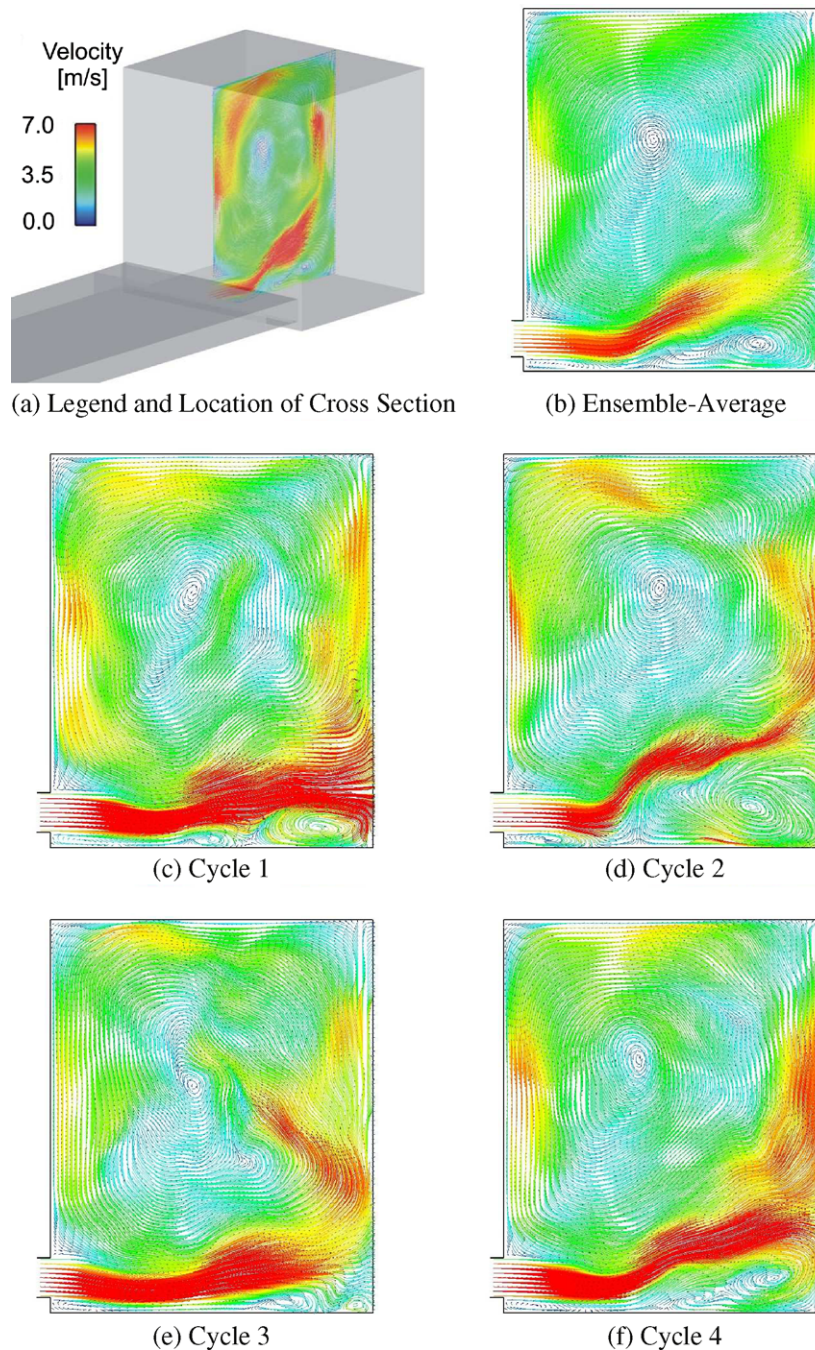 Velocity
[m/s]
7.0
3.5
0.0
(a) Legend and Location of Cross Section
(b) Ensemble-Average
(c) Cycle 1
(d) Cycle 2
(e) Cycle 3
(f) Cycle 4